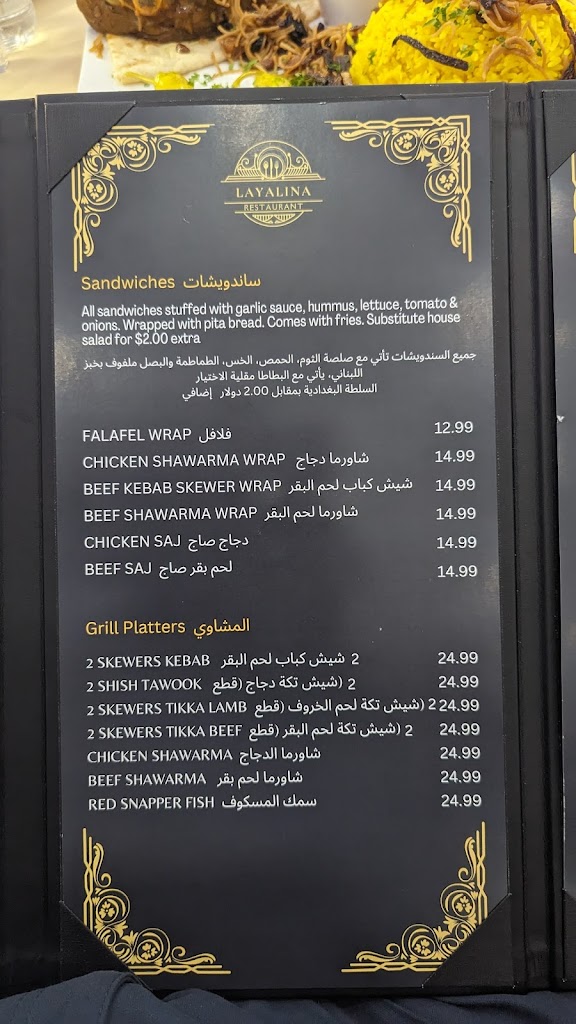 LAYALINA
RESTAURANT
Sandwiches ساندويشات
All sandwiches stuffed with garlic sauce, hummus, lettuce, tomato &
onions. Wrapped with pita bread. Comes with fries. Substitute house
salad for $2.00 extra
جميع السندويشات تأتي مع صلصة الثوم، الحمص، الخس، الطماطمة والبصل ملفوف بخبز
اللبناني، يأتي مع البطاطا مقلية الاختيار
السلطة البغدادية بمقابل 2.00 دولار إضافي
FALAFEL WRAP فلافل 12.99
CHICKEN SHAWARMA WRAP شاورما دجاج 14.99
BEEF KEBAB SKEWER WRAP شيش كباب لحم البقر 14.99
BEEF SHAWARMA WRAP شاورما لحم البقر 14.99
CHICKEN SAJ دجاج صاج 14.99
BEEF SAJ لحم بقر صاج 14.99
Grill Platters المشاوي
2 SKEWERS KEBAB شيش كباب لحم البقر 2 24.99
2 SHISH TAWOOK شيش تكة دجاج (قطع) 2 24.99
2 SKEWERS TIKKA LAMB شيش تكة لحم الخروف (قطع) 2 24.99
2 SKEWERS TIKKA BEEF شيش تكة لحم البقر (قطع) 2 24.99
CHICKEN SHAWARMA شاورما الدجاج 24.99
BEEF SHAWARMA شاورما لحم بقر 24.99
RED SNAPPER FISH سمك المسكوف 24.99